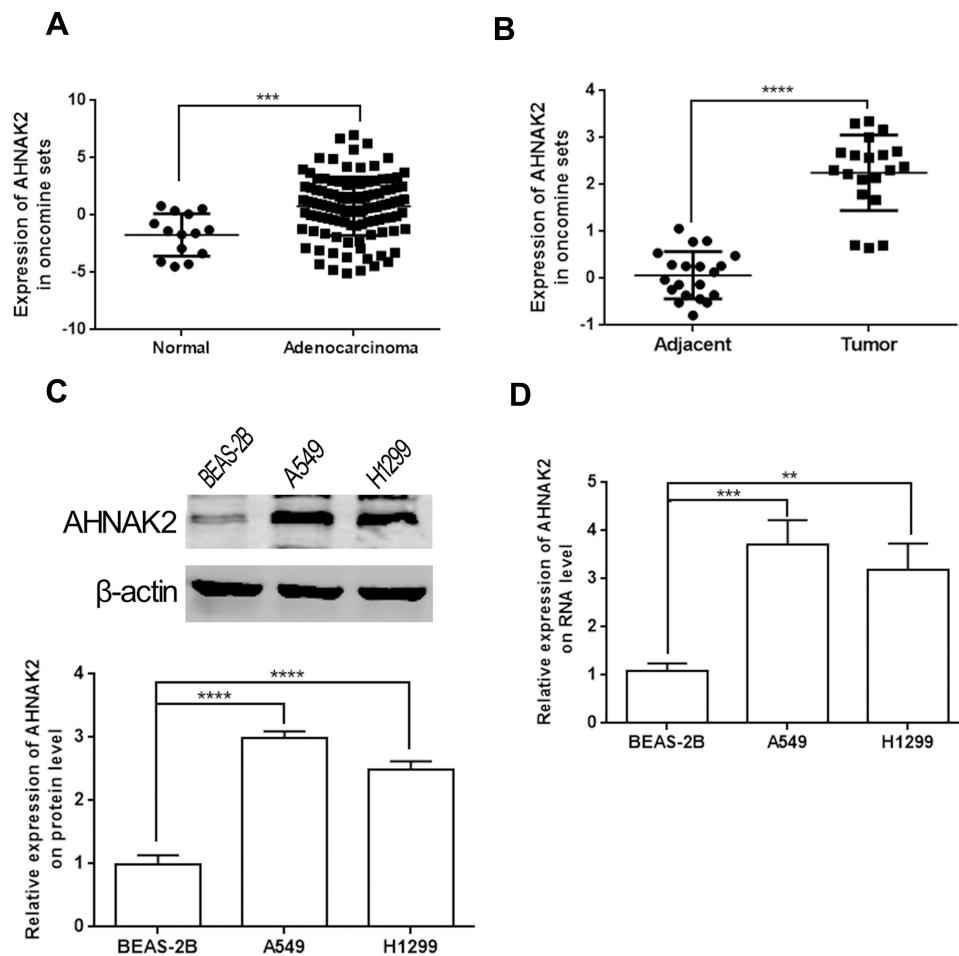 A
Expression of AHNAK2
in oncomine sets
10
5
0
-5
-10
***
Normal
Adenocarcinoma
B
Expression of AHNAK2
in oncomine sets
4
3
2
1
0
-1
****
Adjacent
Tumor
C
BEAS-2B
A549
H1299
AHNAK2
β-actin
Relative expression of AHNAK2
on protein level
4
3
2
1
0
****
****
BEAS-2B
A549
H1299
D
Relative expression of AHNAK2
on RNA level
5
4
3
2
1
0
**
***
BEAS-2B
A549
H1299